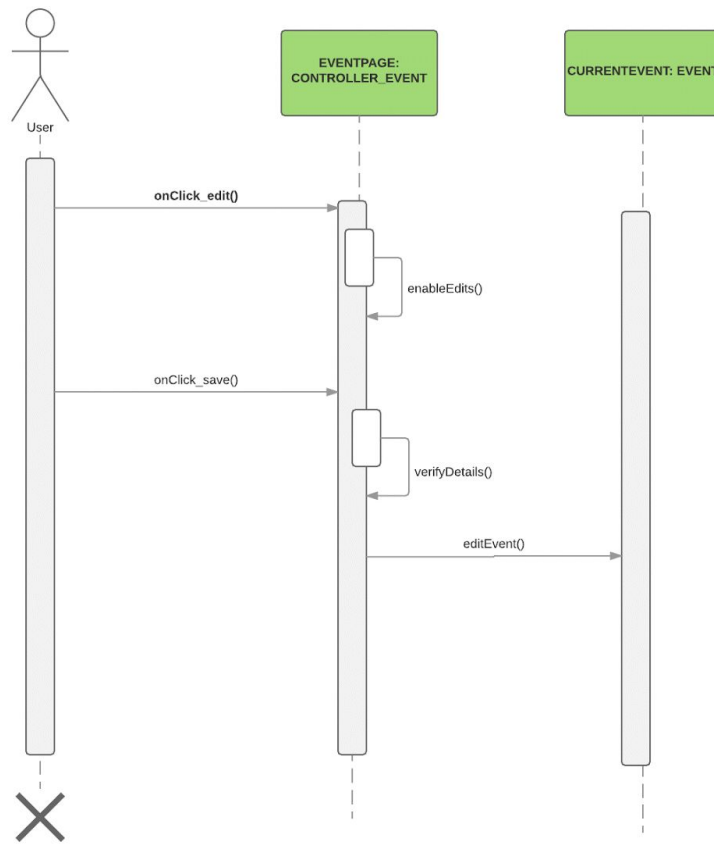 EVENTPAGE:
CONTROLLER_EVENT
CURRENTEVENT: EVENT
User
onClick_edit()
enableEdits()
onClick_save()
verifyDetails()
editEvent()